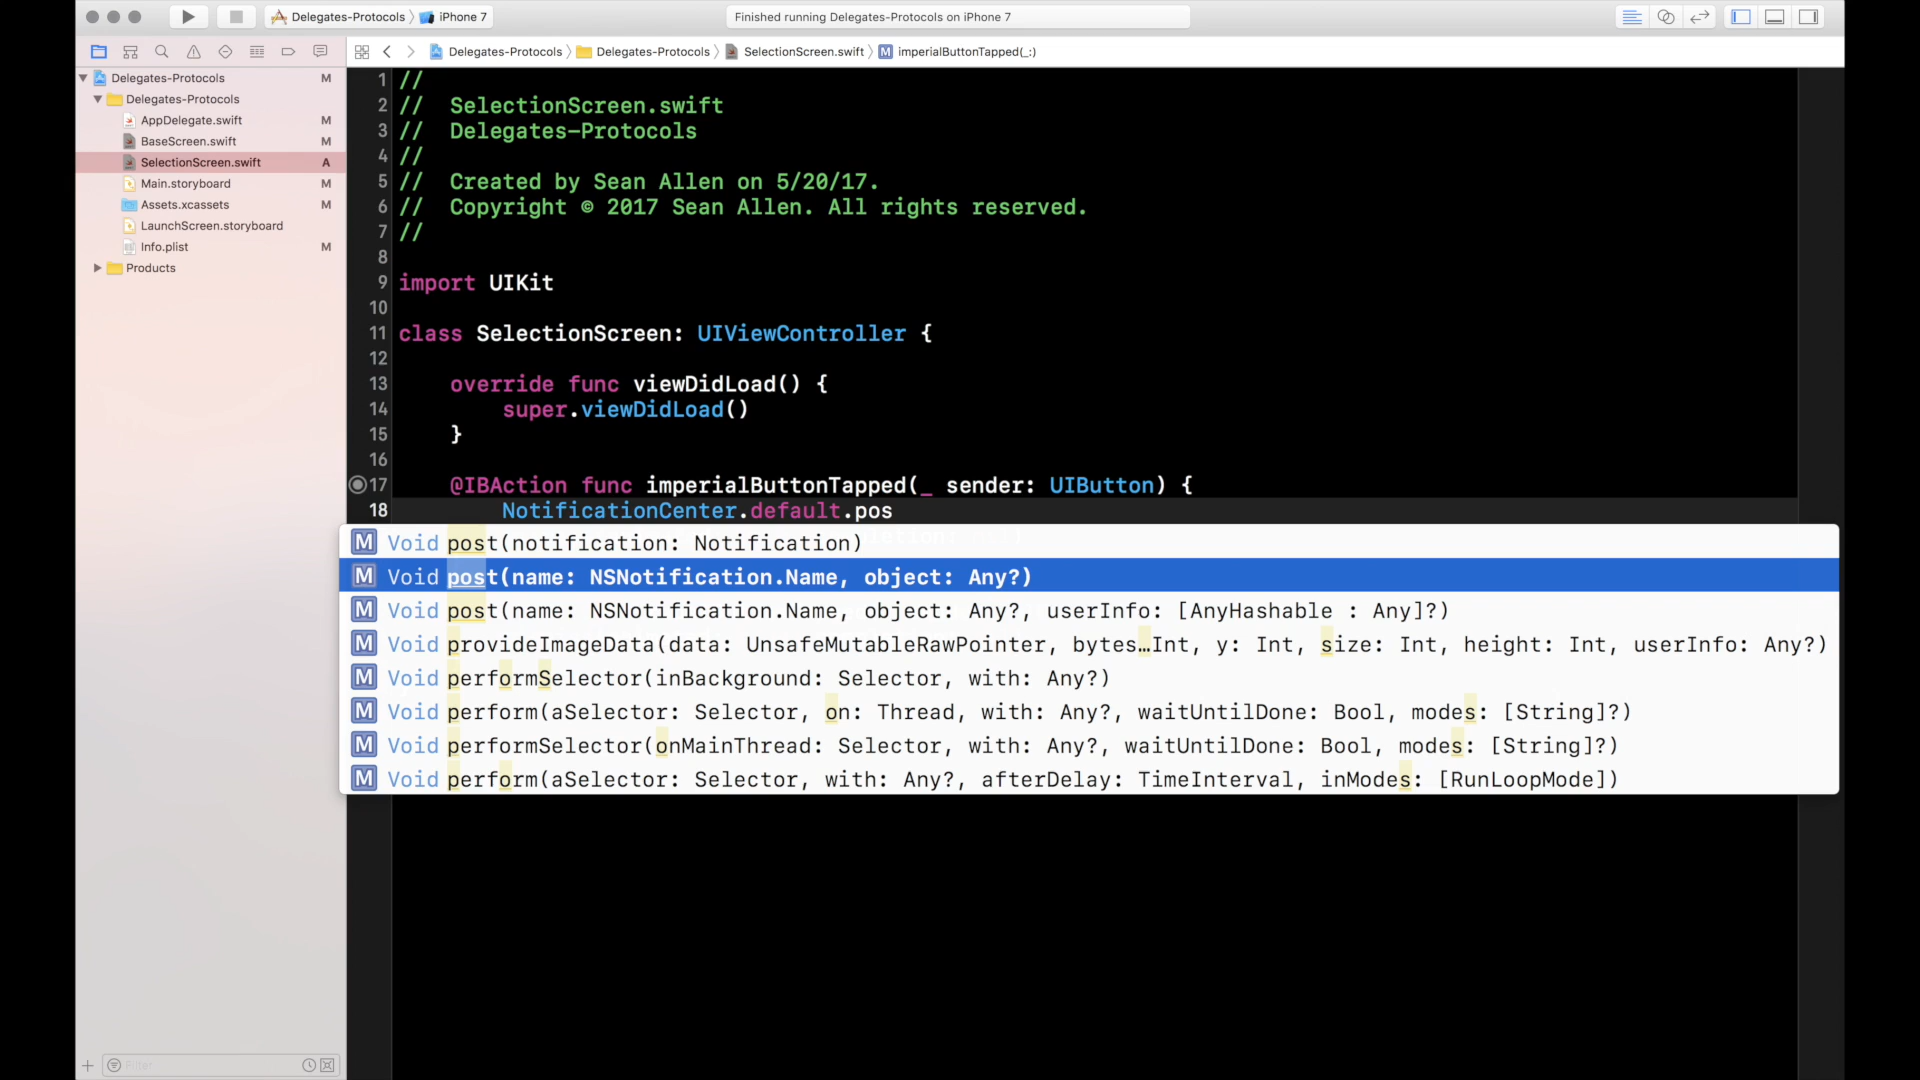 Delegates-Protocols
iPhone 7
Finished running Delegates-Protocols on iPhone 7
Delegates-Protocols
Delegates-Protocols
SelectionScreen.swift
M imperialButtonTapped(_:)
Delegates-Protocols M
Delegates-Protocols
AppDelegate.swift M
BaseScreen.swift M
SelectionScreen.swift A
Main.storyboard M
Assets.xcassets M
LaunchScreen.storyboard
Info.plist M
Products
Filter
1 //
2 // SelectionScreen.swift
3 // Delegates-Protocols
4 //
5 // Created by Sean Allen on 5/20/17.
6 // Copyright © 2017 Sean Allen. All rights reserved.
7 //
8
9 import UIKit
10
11 class SelectionScreen: UIViewController {
12
13 override func viewDidLoad() {
14 super.viewDidLoad()
15 }
16
17 @IBAction func imperialButtonTapped(_ sender: UIButton) {
18 NotificationCenter.default.pos
M Void post(notification: Notification)
M Void post(name: NSNotification.Name, object: Any?)
M Void post(name: NSNotification.Name, object: Any?, userInfo: [AnyHashable : Any]?)
M Void provideImageData(data: UnsafeMutableRawPointer, bytes…Int, y: Int, size: Int, height: Int, userInfo: Any?)
M Void performSelector(inBackground: Selector, with: Any?)
M Void perform(aSelector: Selector, on: Thread, with: Any?, waitUntilDone: Bool, modes: [String]?)
M Void performSelector(onMainThread: Selector, with: Any?, waitUntilDone: Bool, modes: [String]?)
M Void perform(aSelector: Selector, with: Any?, afterDelay: TimeInterval, inModes: [RunLoopMode])